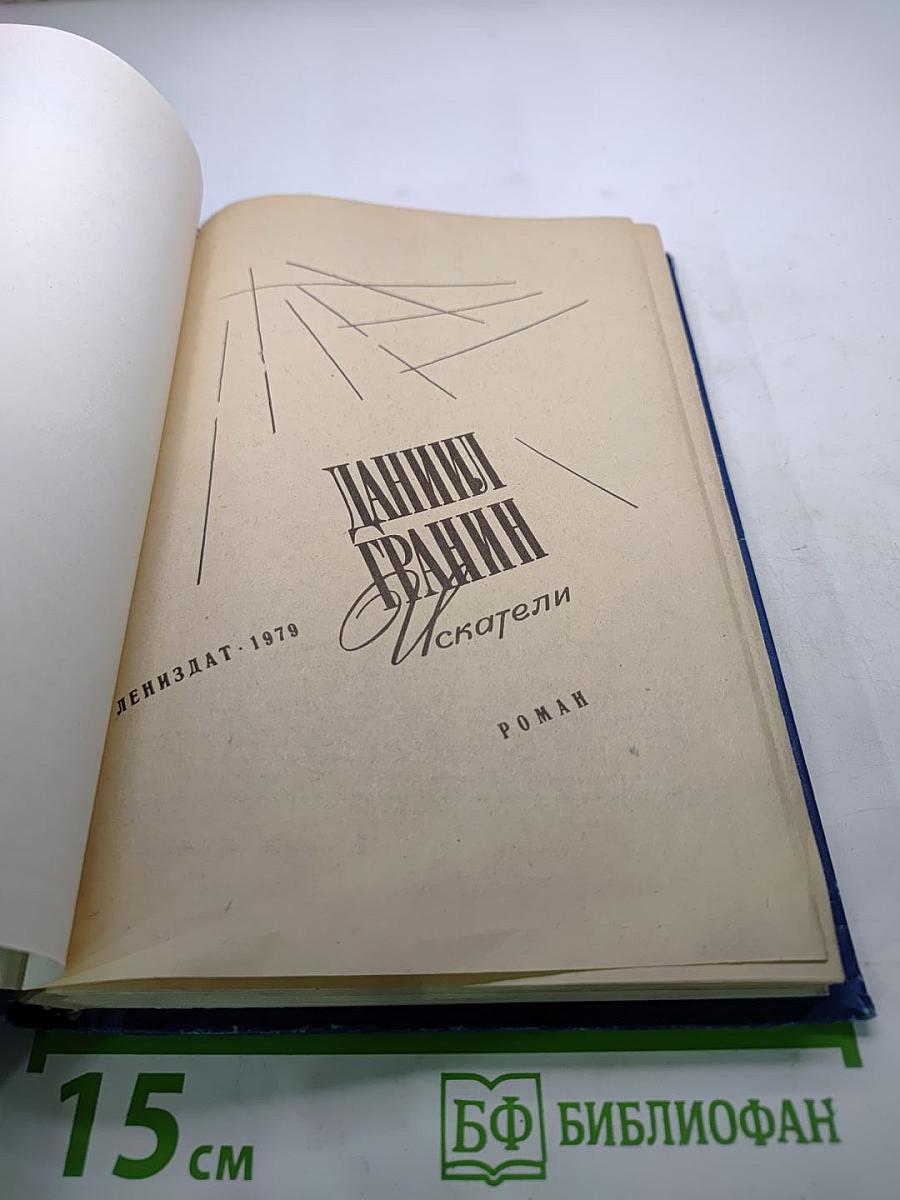 ДАНИИЛ
ГРАНИН
Искатели
ЛЕНИЗДАТ · 1979
РОМАН
15 см
БФ БИБЛИОФАН